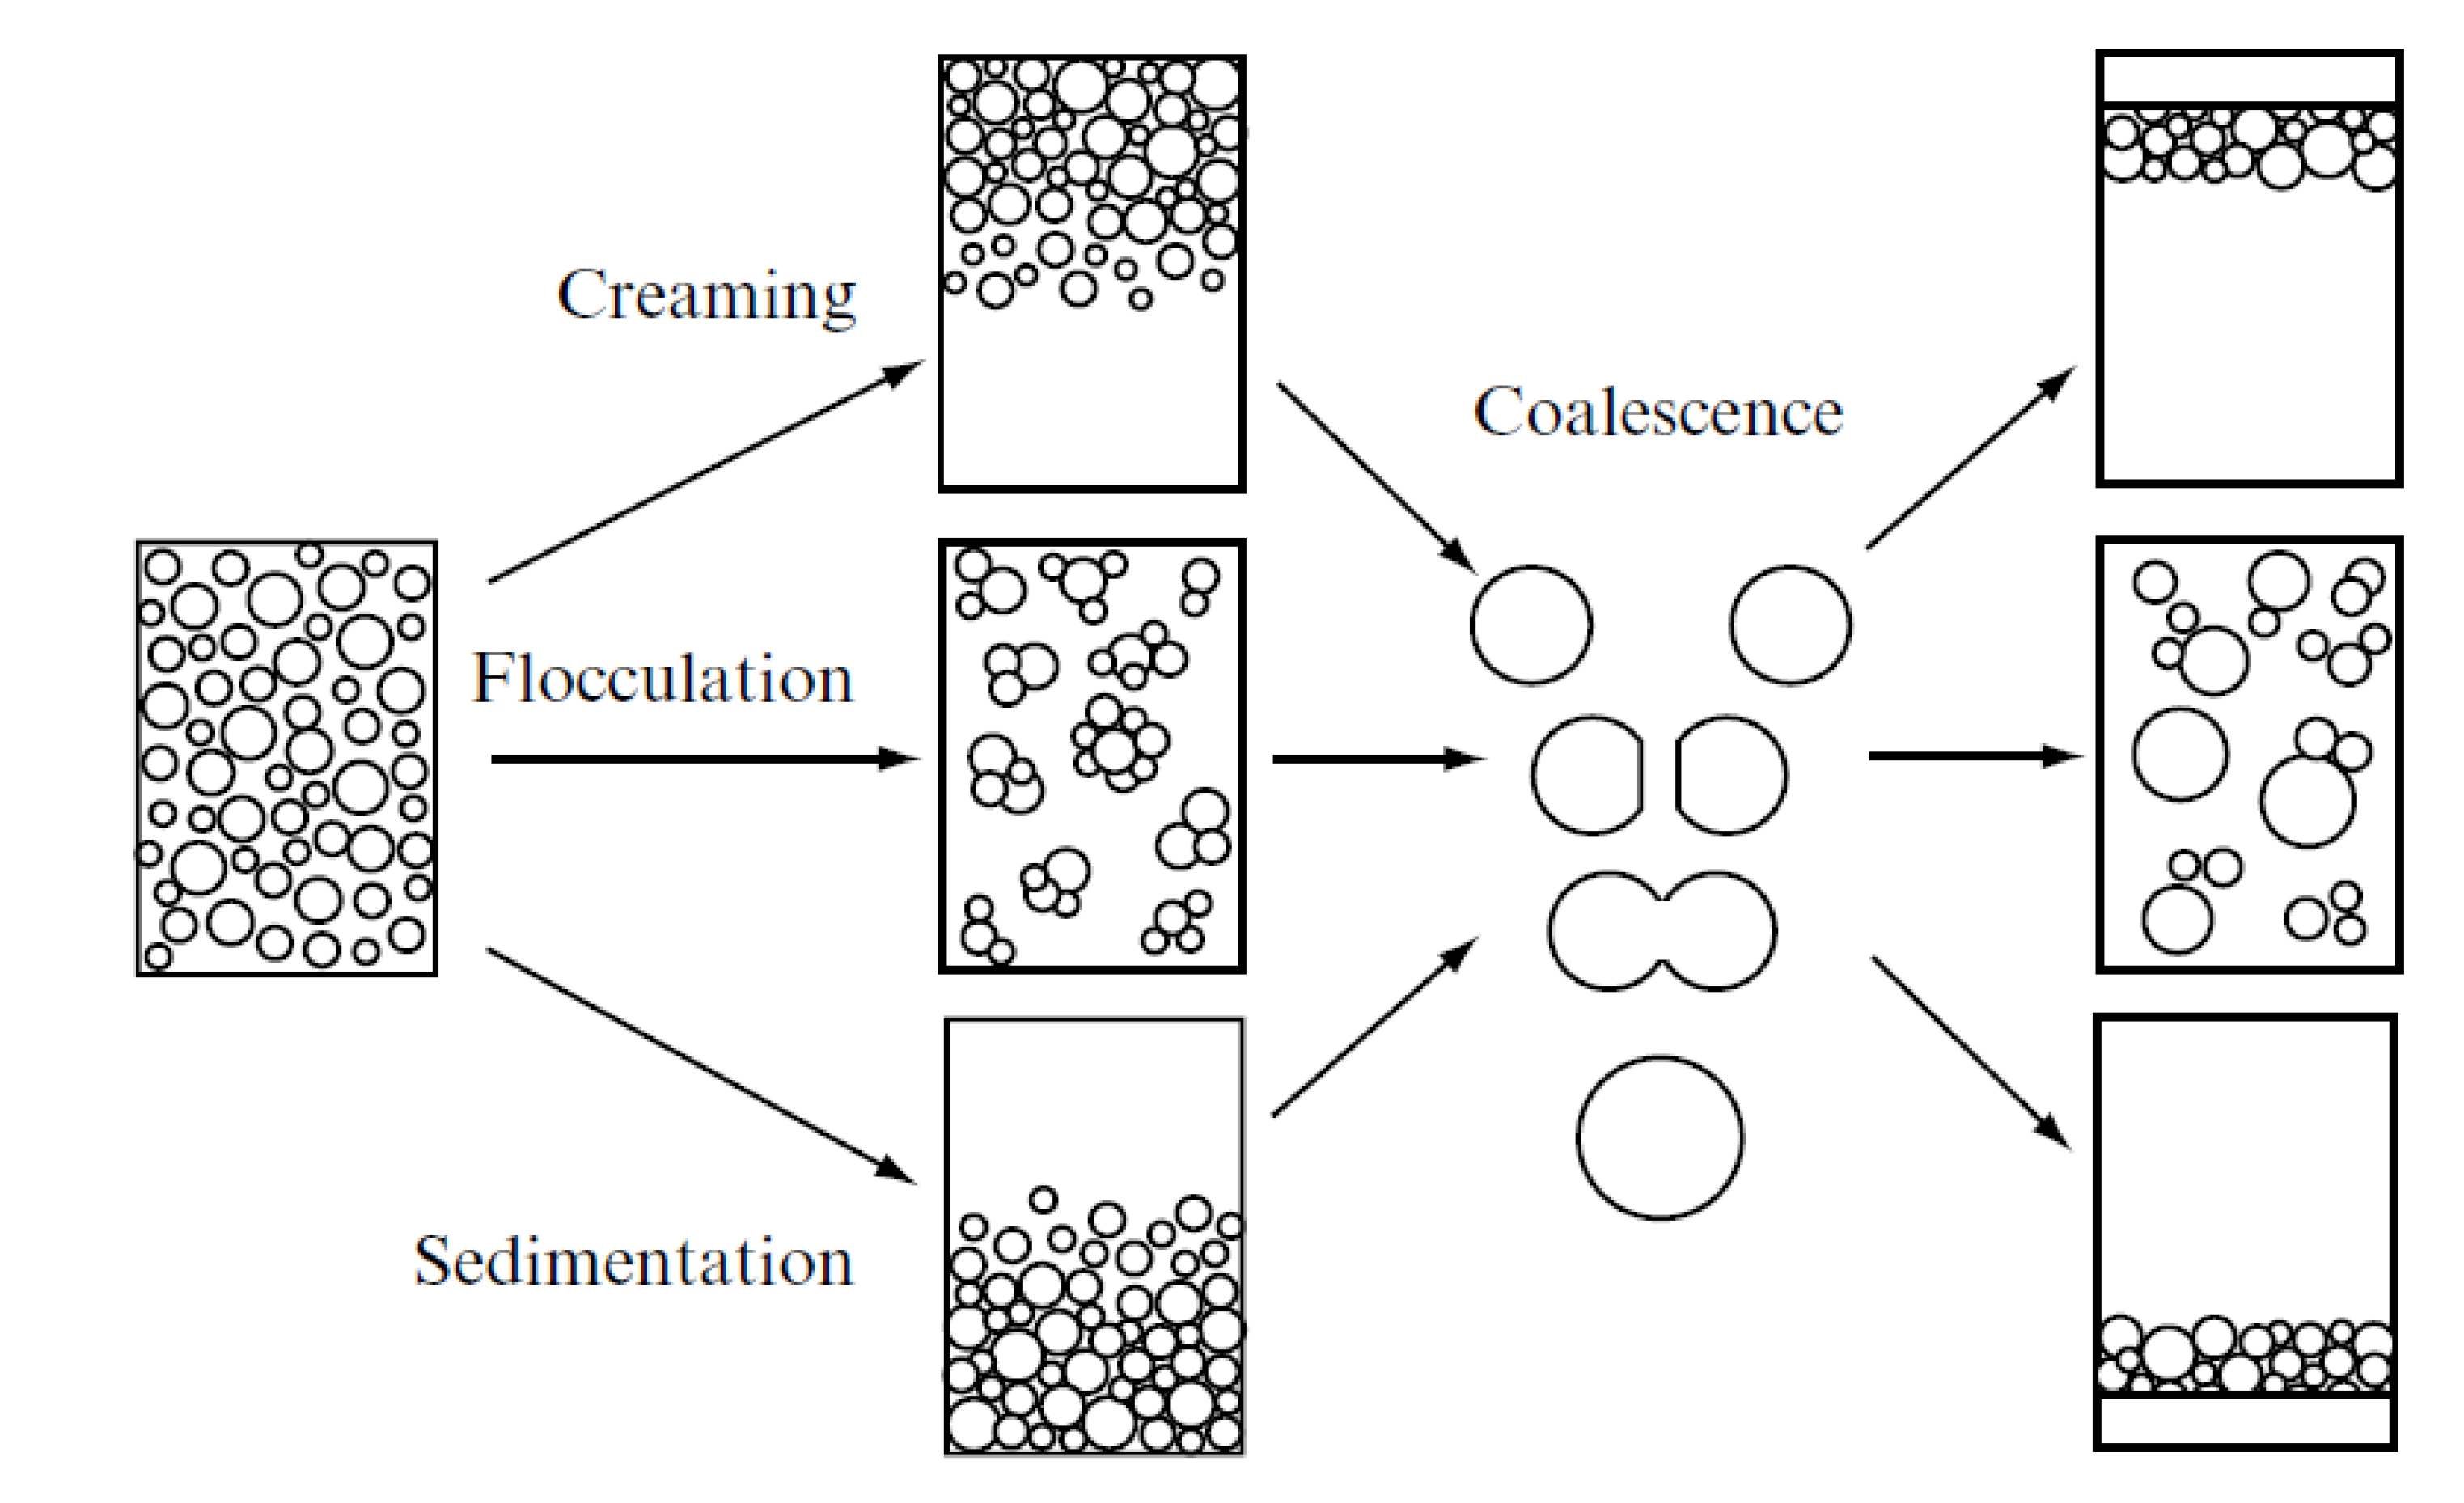 Creaming
Coalescence
Flocculation
Sedimentation